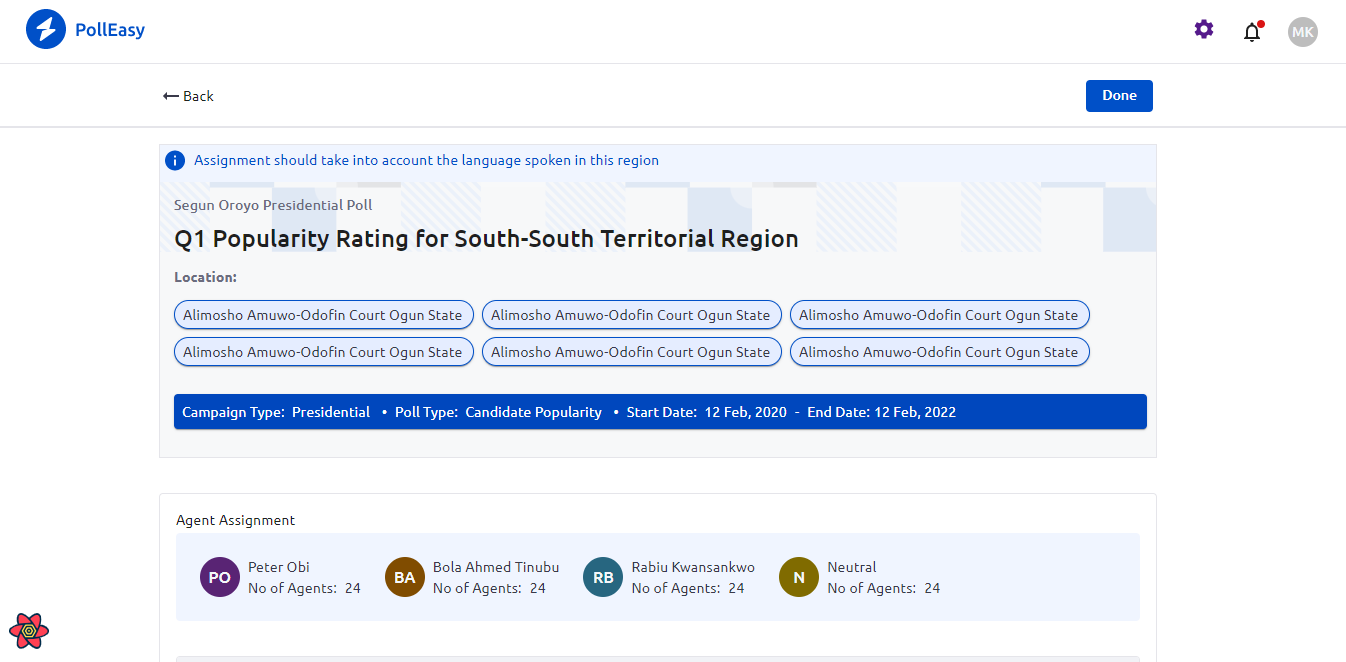 PollEasy
MK
Back
Done
Assignment should take into account the language spoken in this region
Segun Oroyo Presidential Poll
Q1 Popularity Rating for South-South Territorial Region
Location:
Alimosho Amuwo-Odofin Court Ogun State Alimosho Amuwo-Odofin Court Ogun State Alimosho Amuwo-Odofin Court Ogun State
Alimosho Amuwo-Odofin Court Ogun State Alimosho Amuwo-Odofin Court Ogun State Alimosho Amuwo-Odofin Court Ogun State
Campaign Type: Presidential • Poll Type: Candidate Popularity • Start Date: 12 Feb, 2020 - End Date: 12 Feb, 2022
Agent Assignment
PO
Peter Obi
No of Agents: 24
BA
Bola Ahmed Tinubu
No of Agents: 24
RB
Rabiu Kwansankwo
No of Agents: 24
N
Neutral
No of Agents: 24